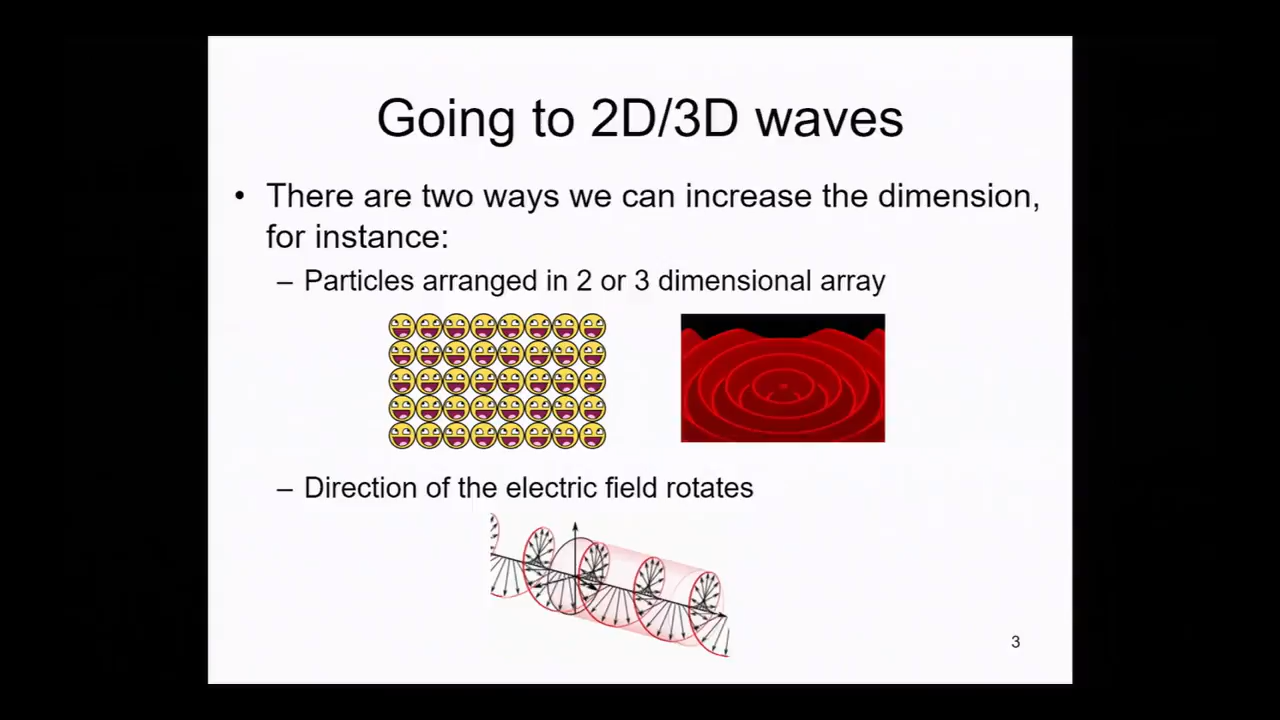 Going to 2D/3D waves
• There are two ways we can increase the dimension,
for instance:
– Particles arranged in 2 or 3 dimensional array
– Direction of the electric field rotates
3